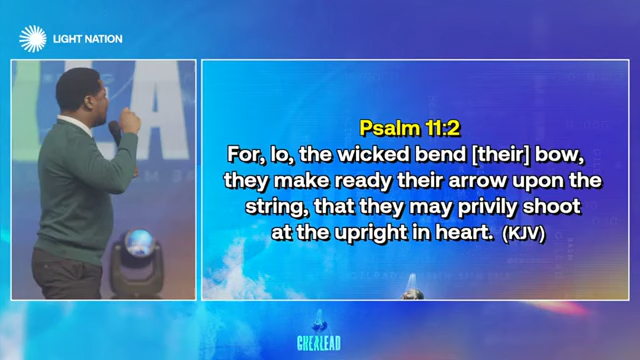 LIGHT NATION
Psalm 11:2
For, lo, the wicked bend [their] bow,
they make ready their arrow upon the
string, that they may privily shoot
at the upright in heart. (KJV)
GHERLEAD